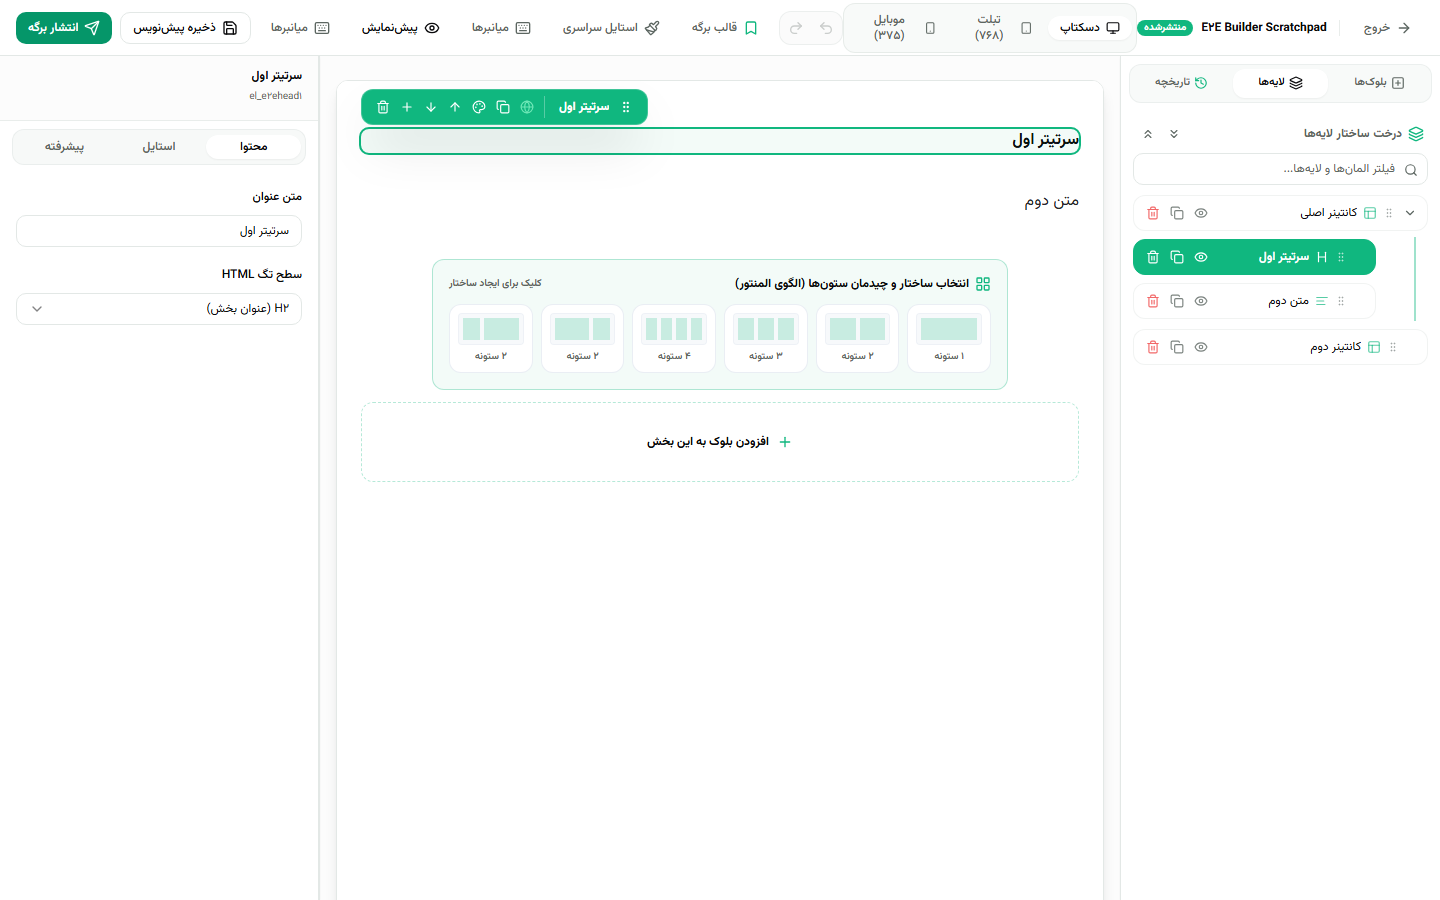 خروج
E۲E Builder Scratchpad
منتشرشده
دسکتاپ
تبلت (۷۶۸)
موبایل (۳۷۵)
قالب برگه
استایل سراسری
میانبرها
پیش‌نمایش
میانبرها
ذخیره پیش‌نویس
انتشار برگه
بلوک‌ها
لایه‌ها
تاریخچه
درخت ساختار لایه‌ها
فیلتر المان‌ها و لایه‌ها...
کانتینر اصلی
سرتیتر اول
متن دوم
کانتینر دوم
سرتیتر اول
سرتیتر اول
متن دوم
انتخاب ساختار و چیدمان ستون‌ها (الگوی المنتور)
کلیک برای ایجاد ساختار
۱ ستونه
۲ ستونه
۳ ستونه
۴ ستونه
۲ ستونه
۲ ستونه
افزودن بلوک به این بخش
سرتیتر اول
el_e۲ehead۱
محتوا
استایل
پیشرفته
متن عنوان
سرتیتر اول
سطح تگ HTML
H۲ (عنوان بخش)